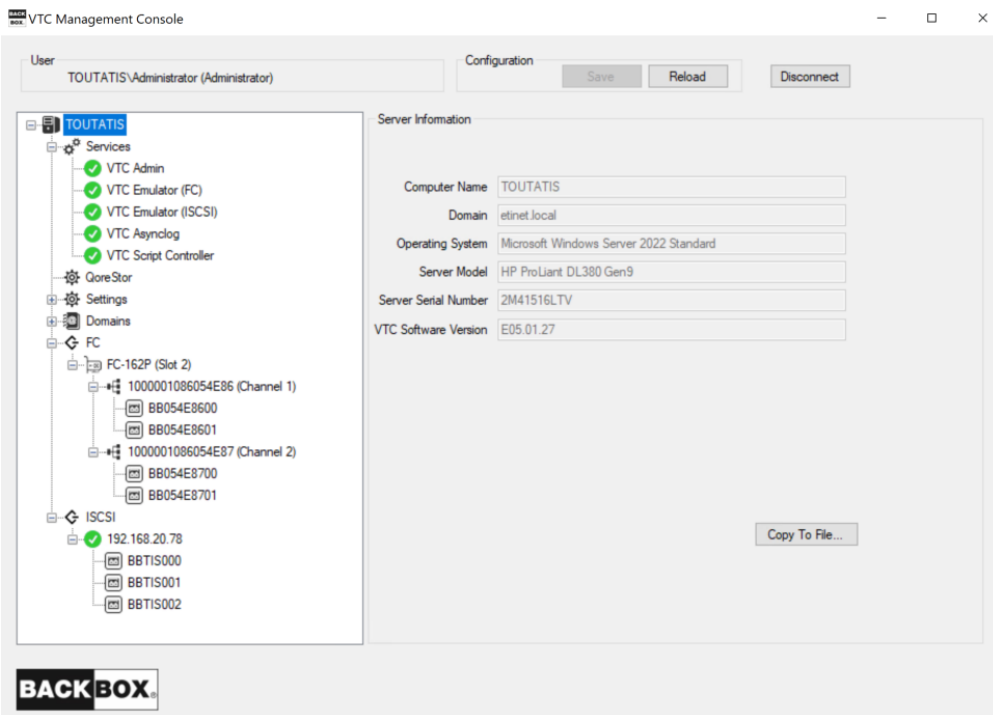 BACK BOX. VTC Management Console
User
TOUTATIS\Administrator (Administrator)
Configuration
Save Reload Disconnect
TOUTATIS
Services
VTC Admin
VTC Emulator (FC)
VTC Emulator (ISCSI)
VTC Asynclog
VTC Script Controller
QoreStor
Settings
Domains
FC
FC-162P (Slot 2)
1000001086054E86 (Channel 1)
BB054E8600
BB054E8601
1000001086054E87 (Channel 2)
BB054E8700
BB054E8701
ISCSI
192.168.20.78
BBTIS000
BBTIS001
BBTIS002
Server Information
Computer Name TOUTATIS
Domain etinet.local
Operating System Microsoft Windows Server 2022 Standard
Server Model HP ProLiant DL380 Gen9
Server Serial Number 2M41516LTV
VTC Software Version E05.01.27
Copy To File...
BACKBOX®